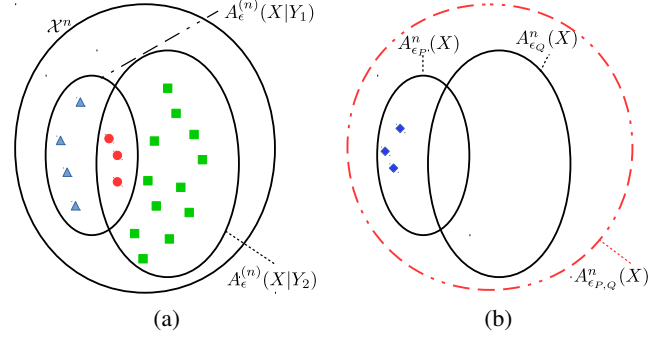 𝒳ⁿ
A_ϵ^{(n)}(X|Y₁)
A_ϵ^{(n)}(X|Y₂)
(a)
A^n_{ϵ_P}(X)
A^n_{ϵ_Q}(X)
A^n_{ϵ_{P,Q}}(X)
(b)